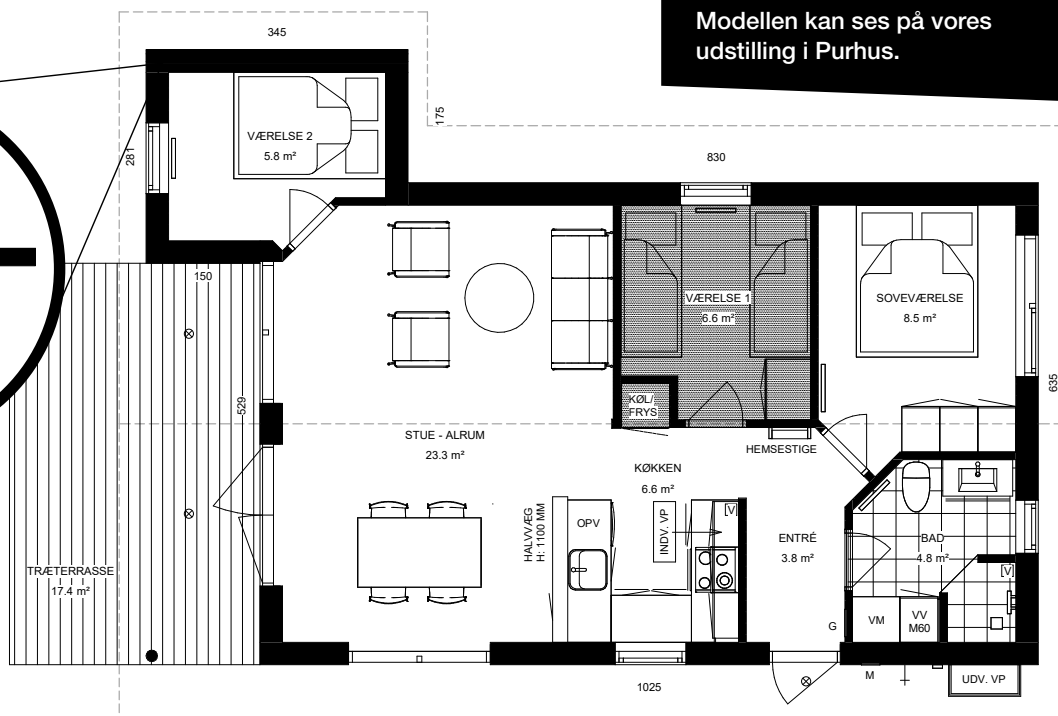 Modellen kan ses på vores
udstilling i Purhus.
345
175
830
VÆRELSE 2
5.8 m²
281
150
529
VÆRELSE 1
6.6 m²
SOVEVÆRELSE
8.5 m²
635
KØL/
FRYS
STUE - ALRUM
23.3 m²
HEMSESTIGE
KØKKEN
6.6 m²
HALVVÆG
H: 1100 MM
OPV
INDV. VP
[V]
ENTRÉ
3.8 m²
BAD
4.8 m²
[V]
TRÆTERRASSE
17.4 m²
G
VM
VV
M60
M
UDV. VP
1025